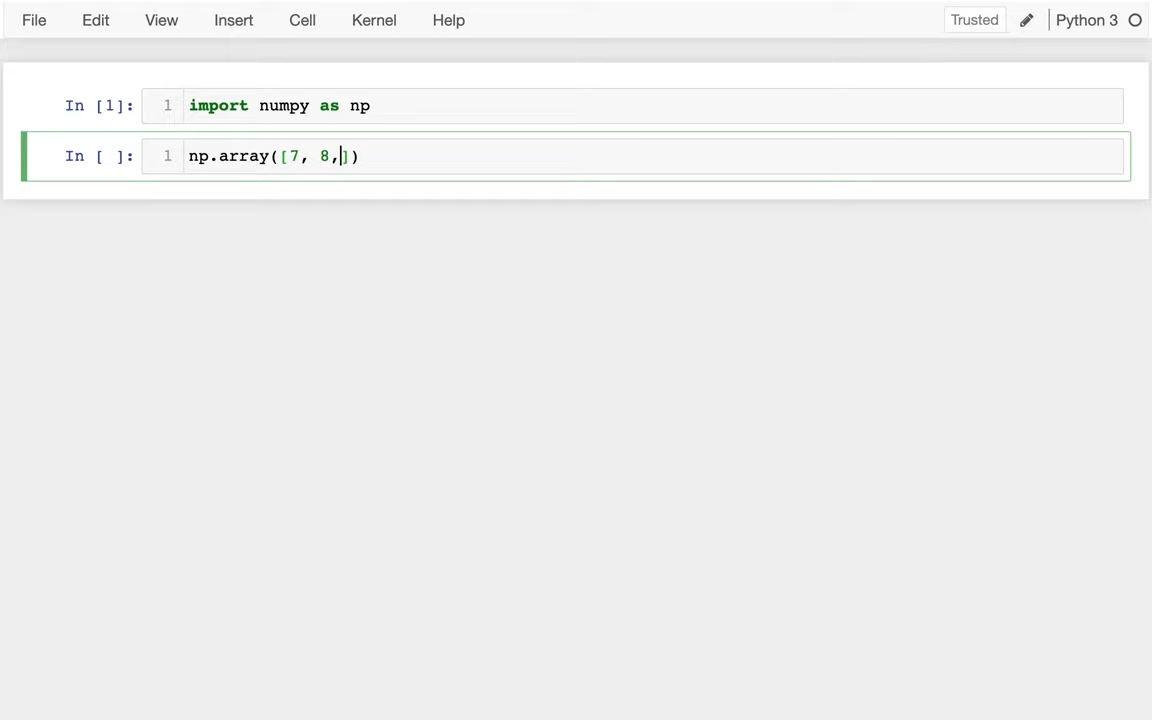 File Edit View Insert Cell Kernel Help Trusted Python 3
In [1]: 1 import numpy as np
In [ ]: 1 np.array([7, 8,])